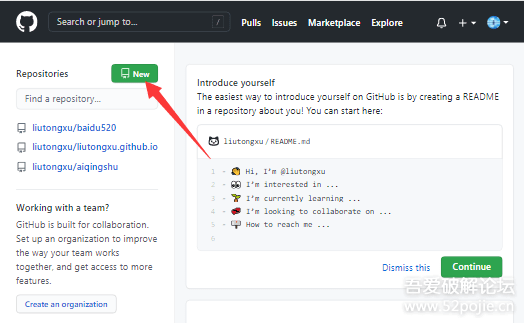 Search or jump to...
/
Pulls Issues Marketplace Explore
Repositories
New
Find a repository...
liutongxu/baidu520
liutongxu/liutongxu.github.io
liutongxu/aiqingshu
Working with a team?
GitHub is built for collaboration.
Set up an organization to improve
the way your team works
together, and get access to more
features.
Create an organization
Introduce yourself
The easiest way to introduce yourself on GitHub is by creating a README
in a repository about you! You can start here:
liutongxu / README.md
1 - 👋 Hi, I'm @liutongxu
2 - 👀 I'm interested in ...
3 - 🌱 I'm currently learning ...
4 - 💞️ I'm looking to collaborate on ...
5 - 📫 How to reach me ...
6
Dismiss this
Continue
吾爱破解论坛
www.52pojie.cn